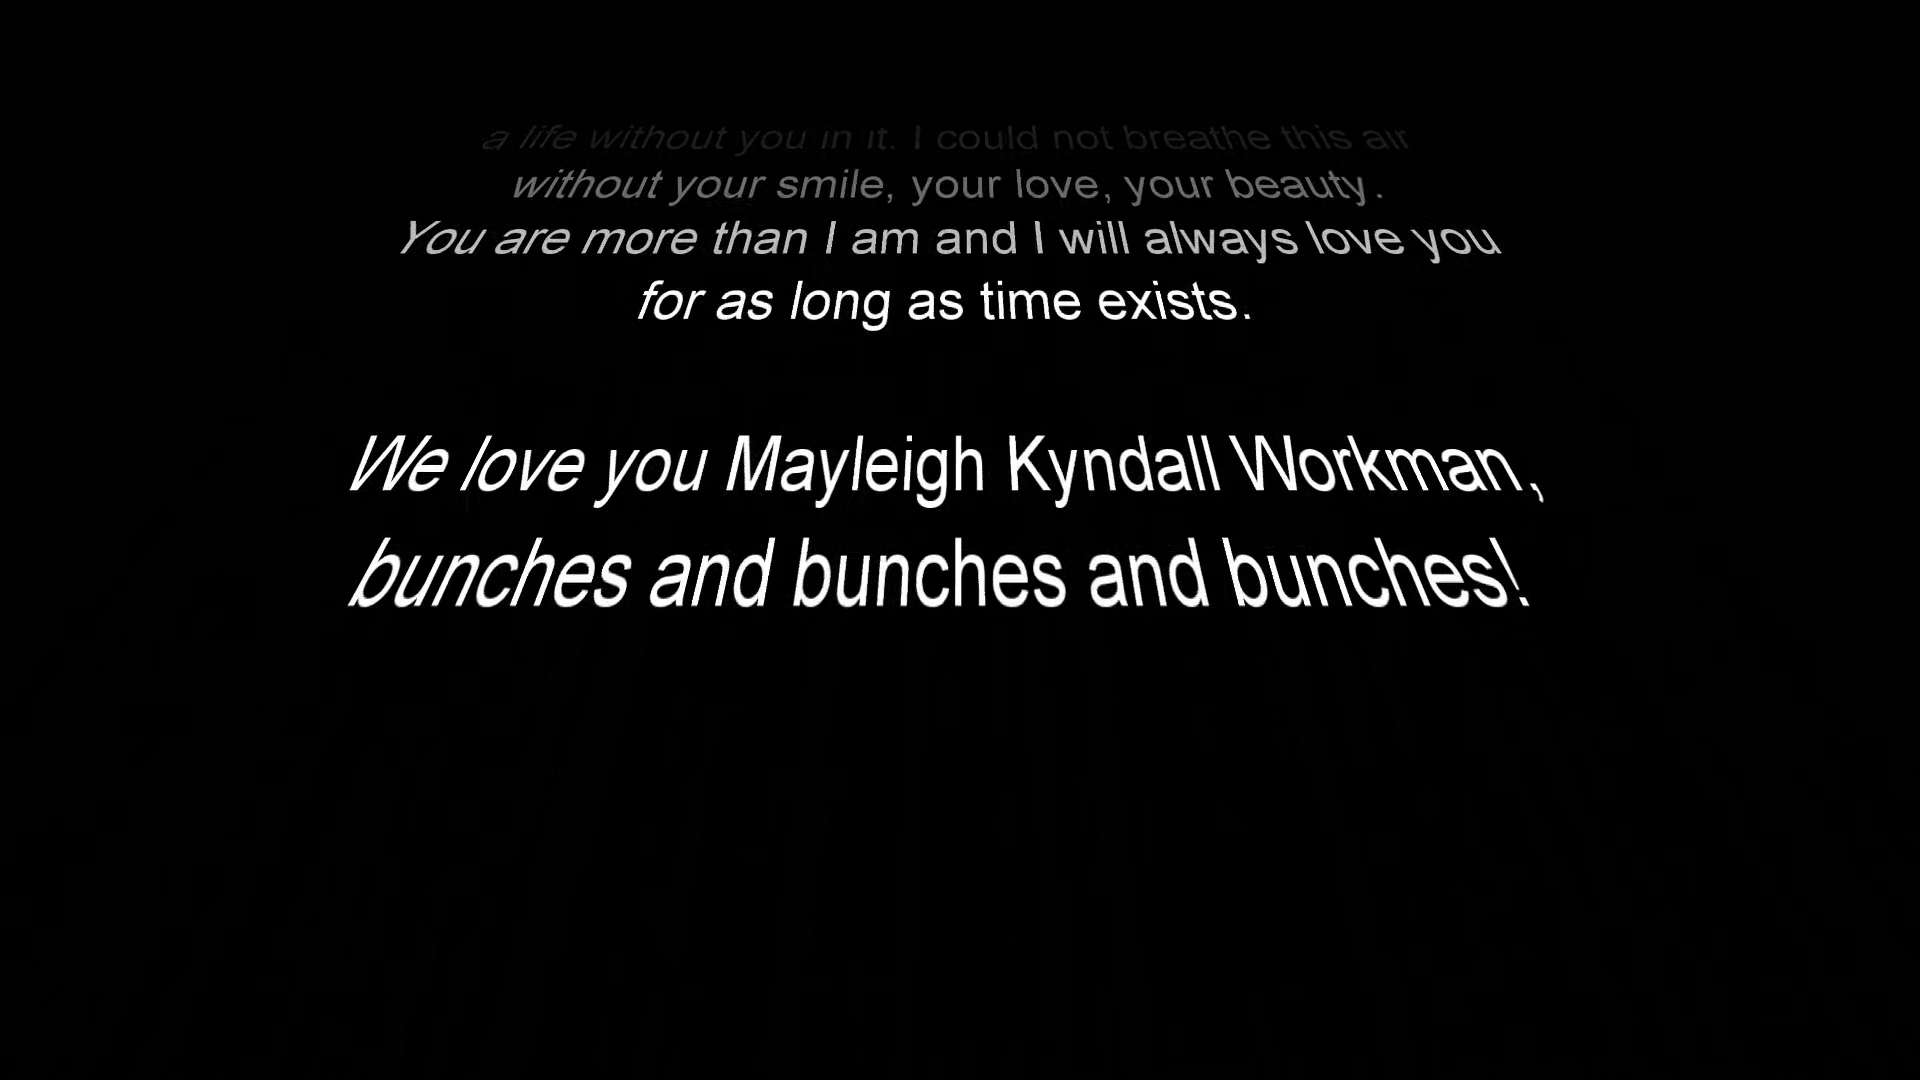 a life without you in it. I could not breathe this air
without your smile, your love, your beauty.
You are more than I am and I will always love you
for as long as time exists.
We love you Mayleigh Kyndall Workman,
bunches and bunches and bunches!